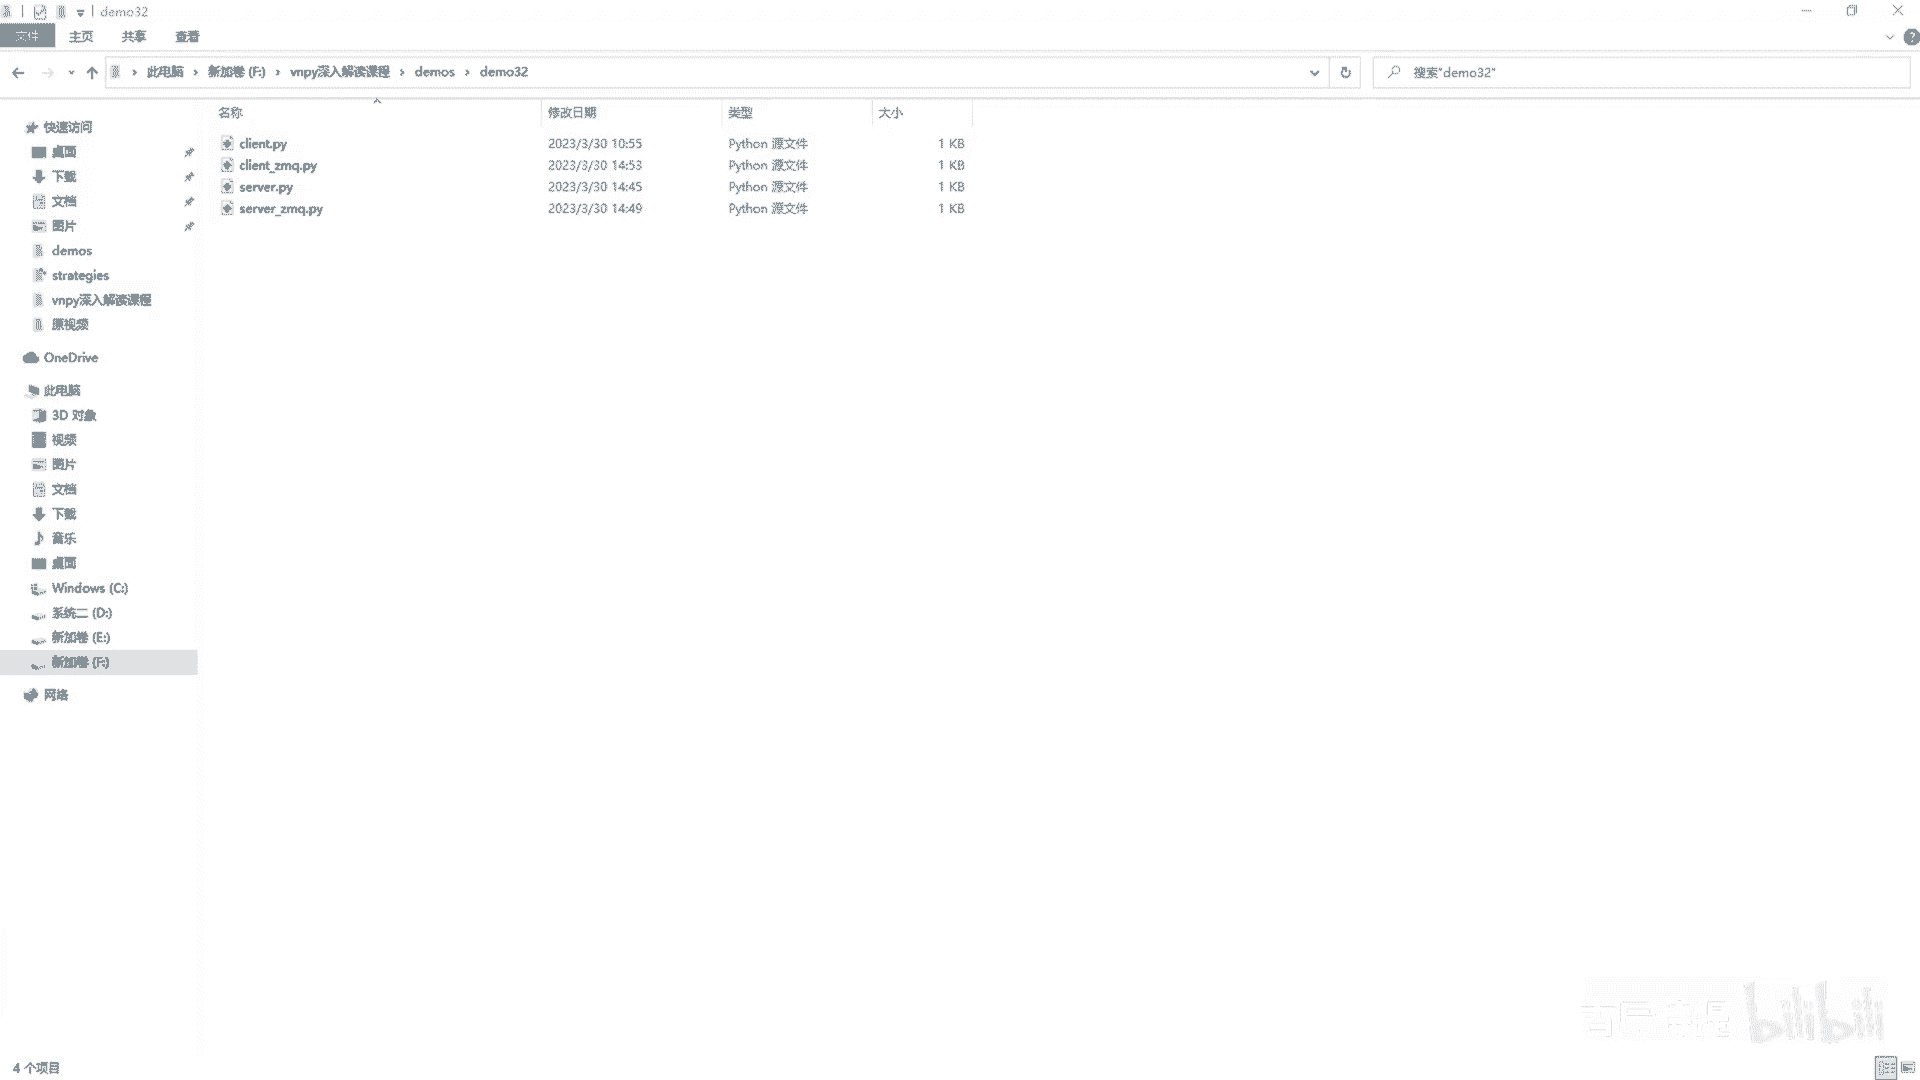 demo32
文件 主页 共享 查看
此电脑 › 新加卷 (F:) › vnpy深入解读课程 › demos › demo32
搜索"demo32"
名称 修改日期 类型 大小
client.py 2023/3/30 10:55 Python 源文件 1 KB
client_zmq.py 2023/3/30 14:53 Python 源文件 1 KB
server.py 2023/3/30 14:45 Python 源文件 1 KB
server_zmq.py 2023/3/30 14:49 Python 源文件 1 KB
快速访问
桌面
下载
文档
图片
demos
strategies
vnpy深入解读课程
原视频
OneDrive
此电脑
3D 对象
视频
图片
文档
下载
音乐
桌面
Windows (C:)
系统二 (D:)
新加卷 (E:)
新加卷 (F:)
网络
bilibili
4 个项目